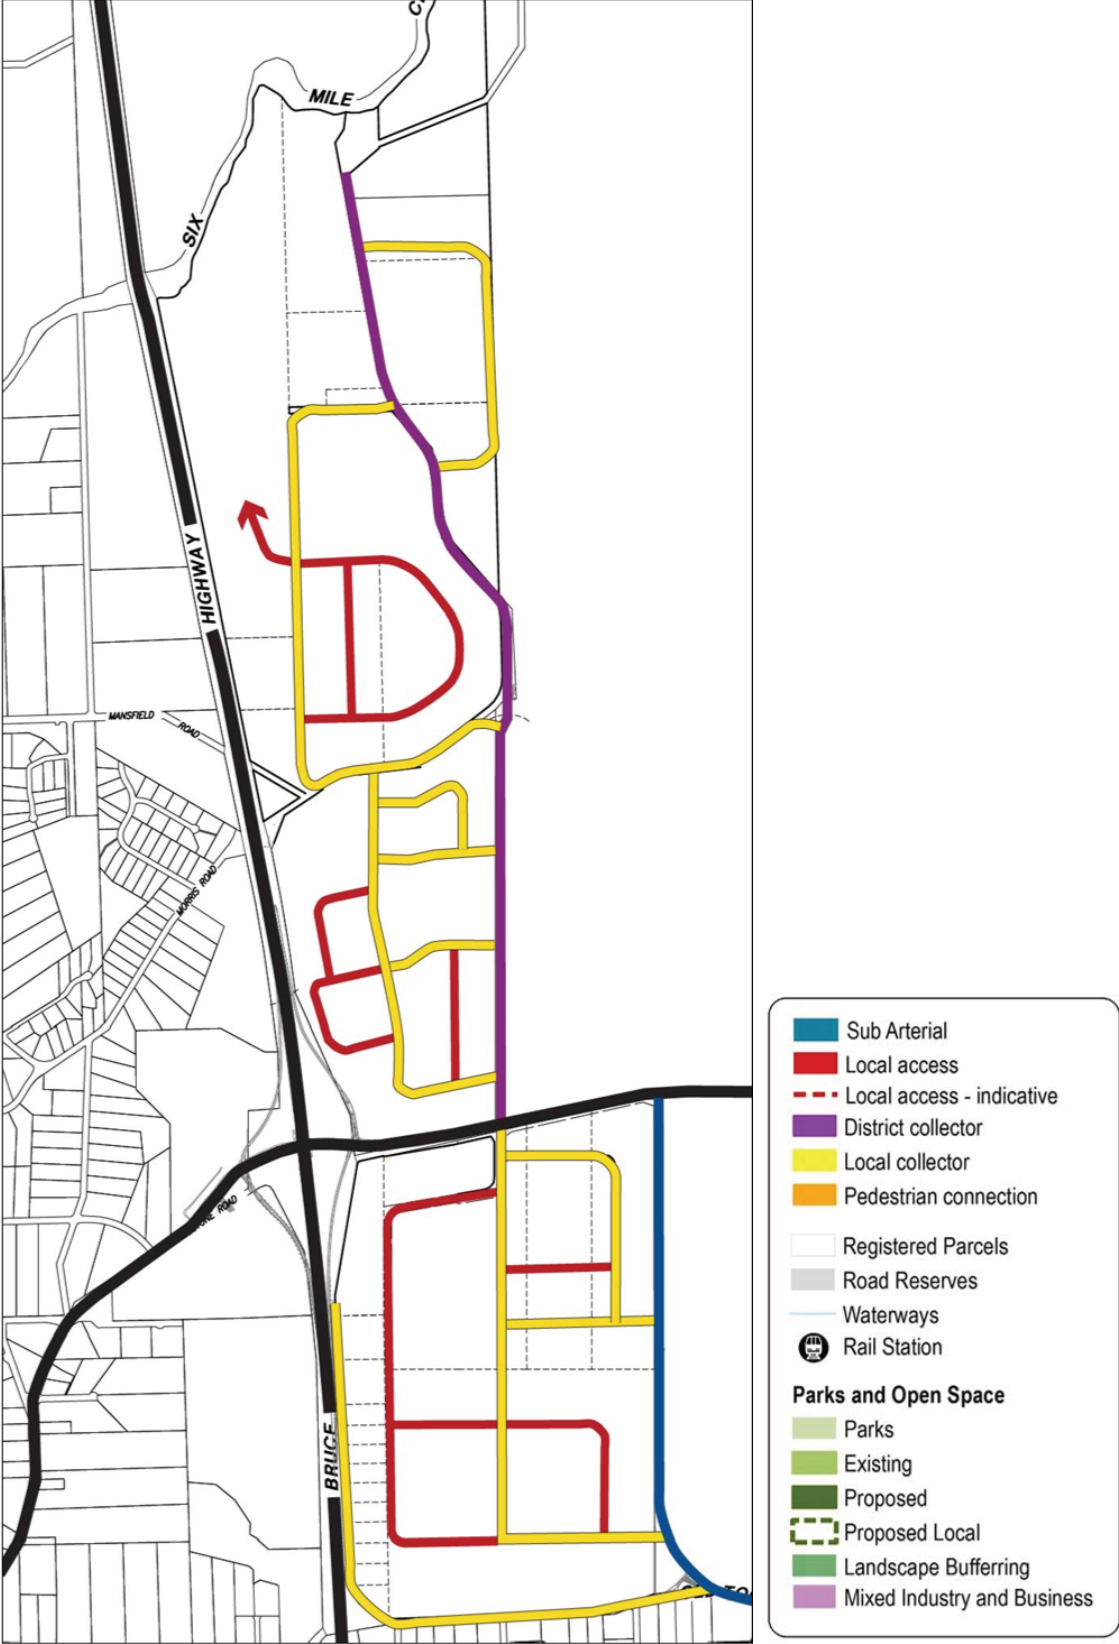 C
MILE
SIX
HIGHWAY
MANSFIELD
ROAD
MORRIS ROAD
ROAD
BRUCE
Sub Arterial
Local access
Local access - indicative
District collector
Local collector
Pedestrian connection
Registered Parcels
Road Reserves
Waterways
Rail Station
Parks and Open Space
Parks
Existing
Proposed
Proposed Local
Landscape Bufferring
Mixed Industry and Business